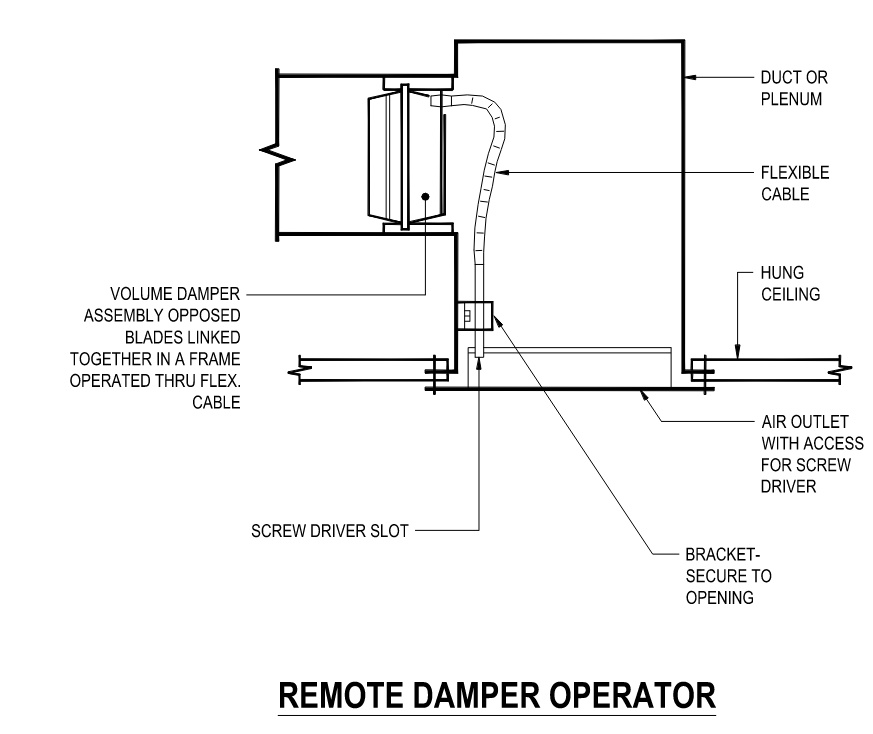 DUCT OR
PLENUM
FLEXIBLE
CABLE
HUNG
CEILING
VOLUME DAMPER
ASSEMBLY OPPOSED
BLADES LINKED
TOGETHER IN A FRAME
OPERATED THRU FLEX.
CABLE
AIR OUTLET
WITH ACCESS
FOR SCREW
DRIVER
SCREW DRIVER SLOT
BRACKET-
SECURE TO
OPENING
REMOTE DAMPER OPERATOR